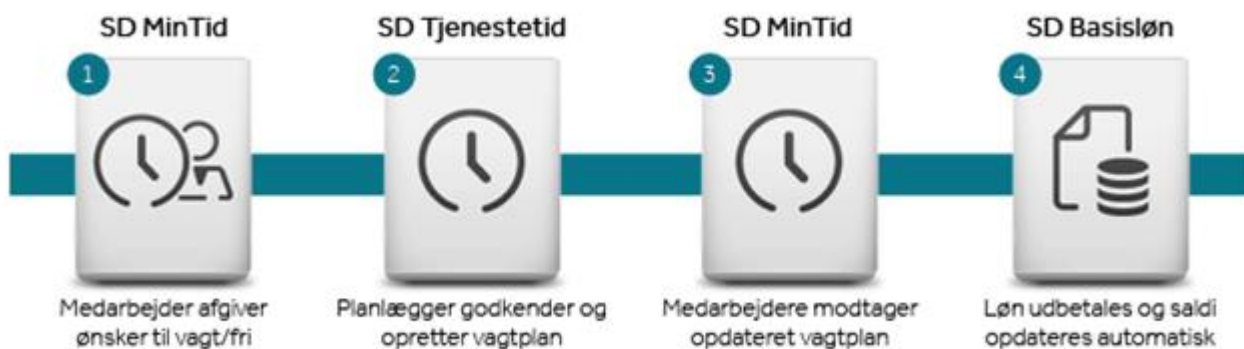 SD MinTid
1
Medarbejder afgiver
ønsker til vagt/fri
SD Tjenestetid
2
Planlægger godkender og
opretter vagtplan
SD MinTid
3
Medarbejdere modtager
opdateret vagtplan
SD Basisløn
4
Løn udbetales og saldi
opdateres automatisk